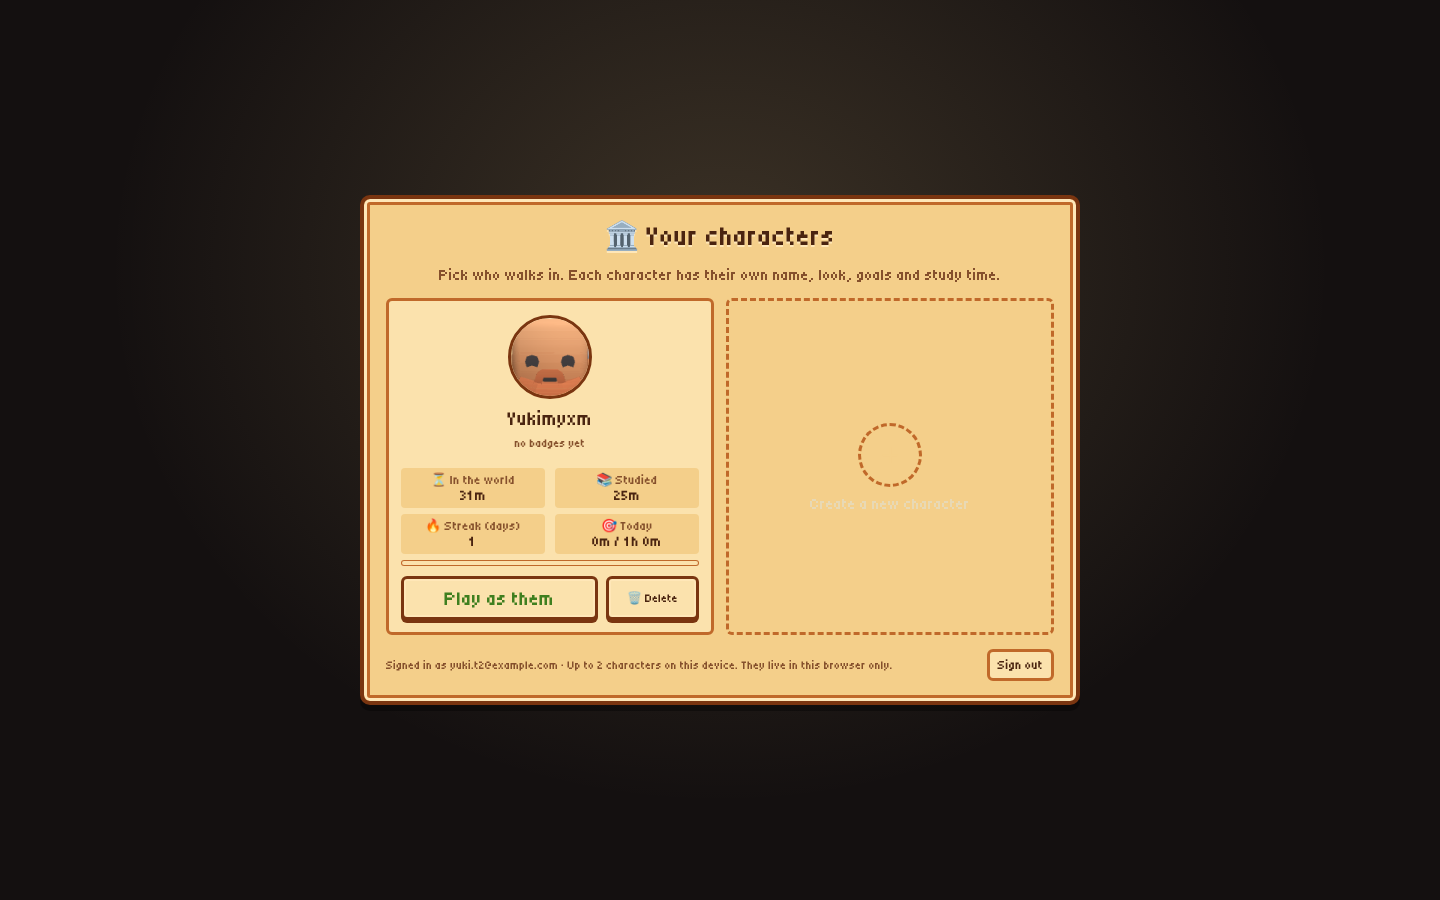 Your characters
Pick who walks in. Each character has their own name, look, goals and study time.
Yukimyxm
no badges yet
In the world
31m
Studied
25m
Streak (days)
1
Today
0m / 1h 0m
Play as them
Delete
Create a new character
Signed in as yuki.t2@example.com · Up to 2 characters on this device. They live in this browser only.
Sign out